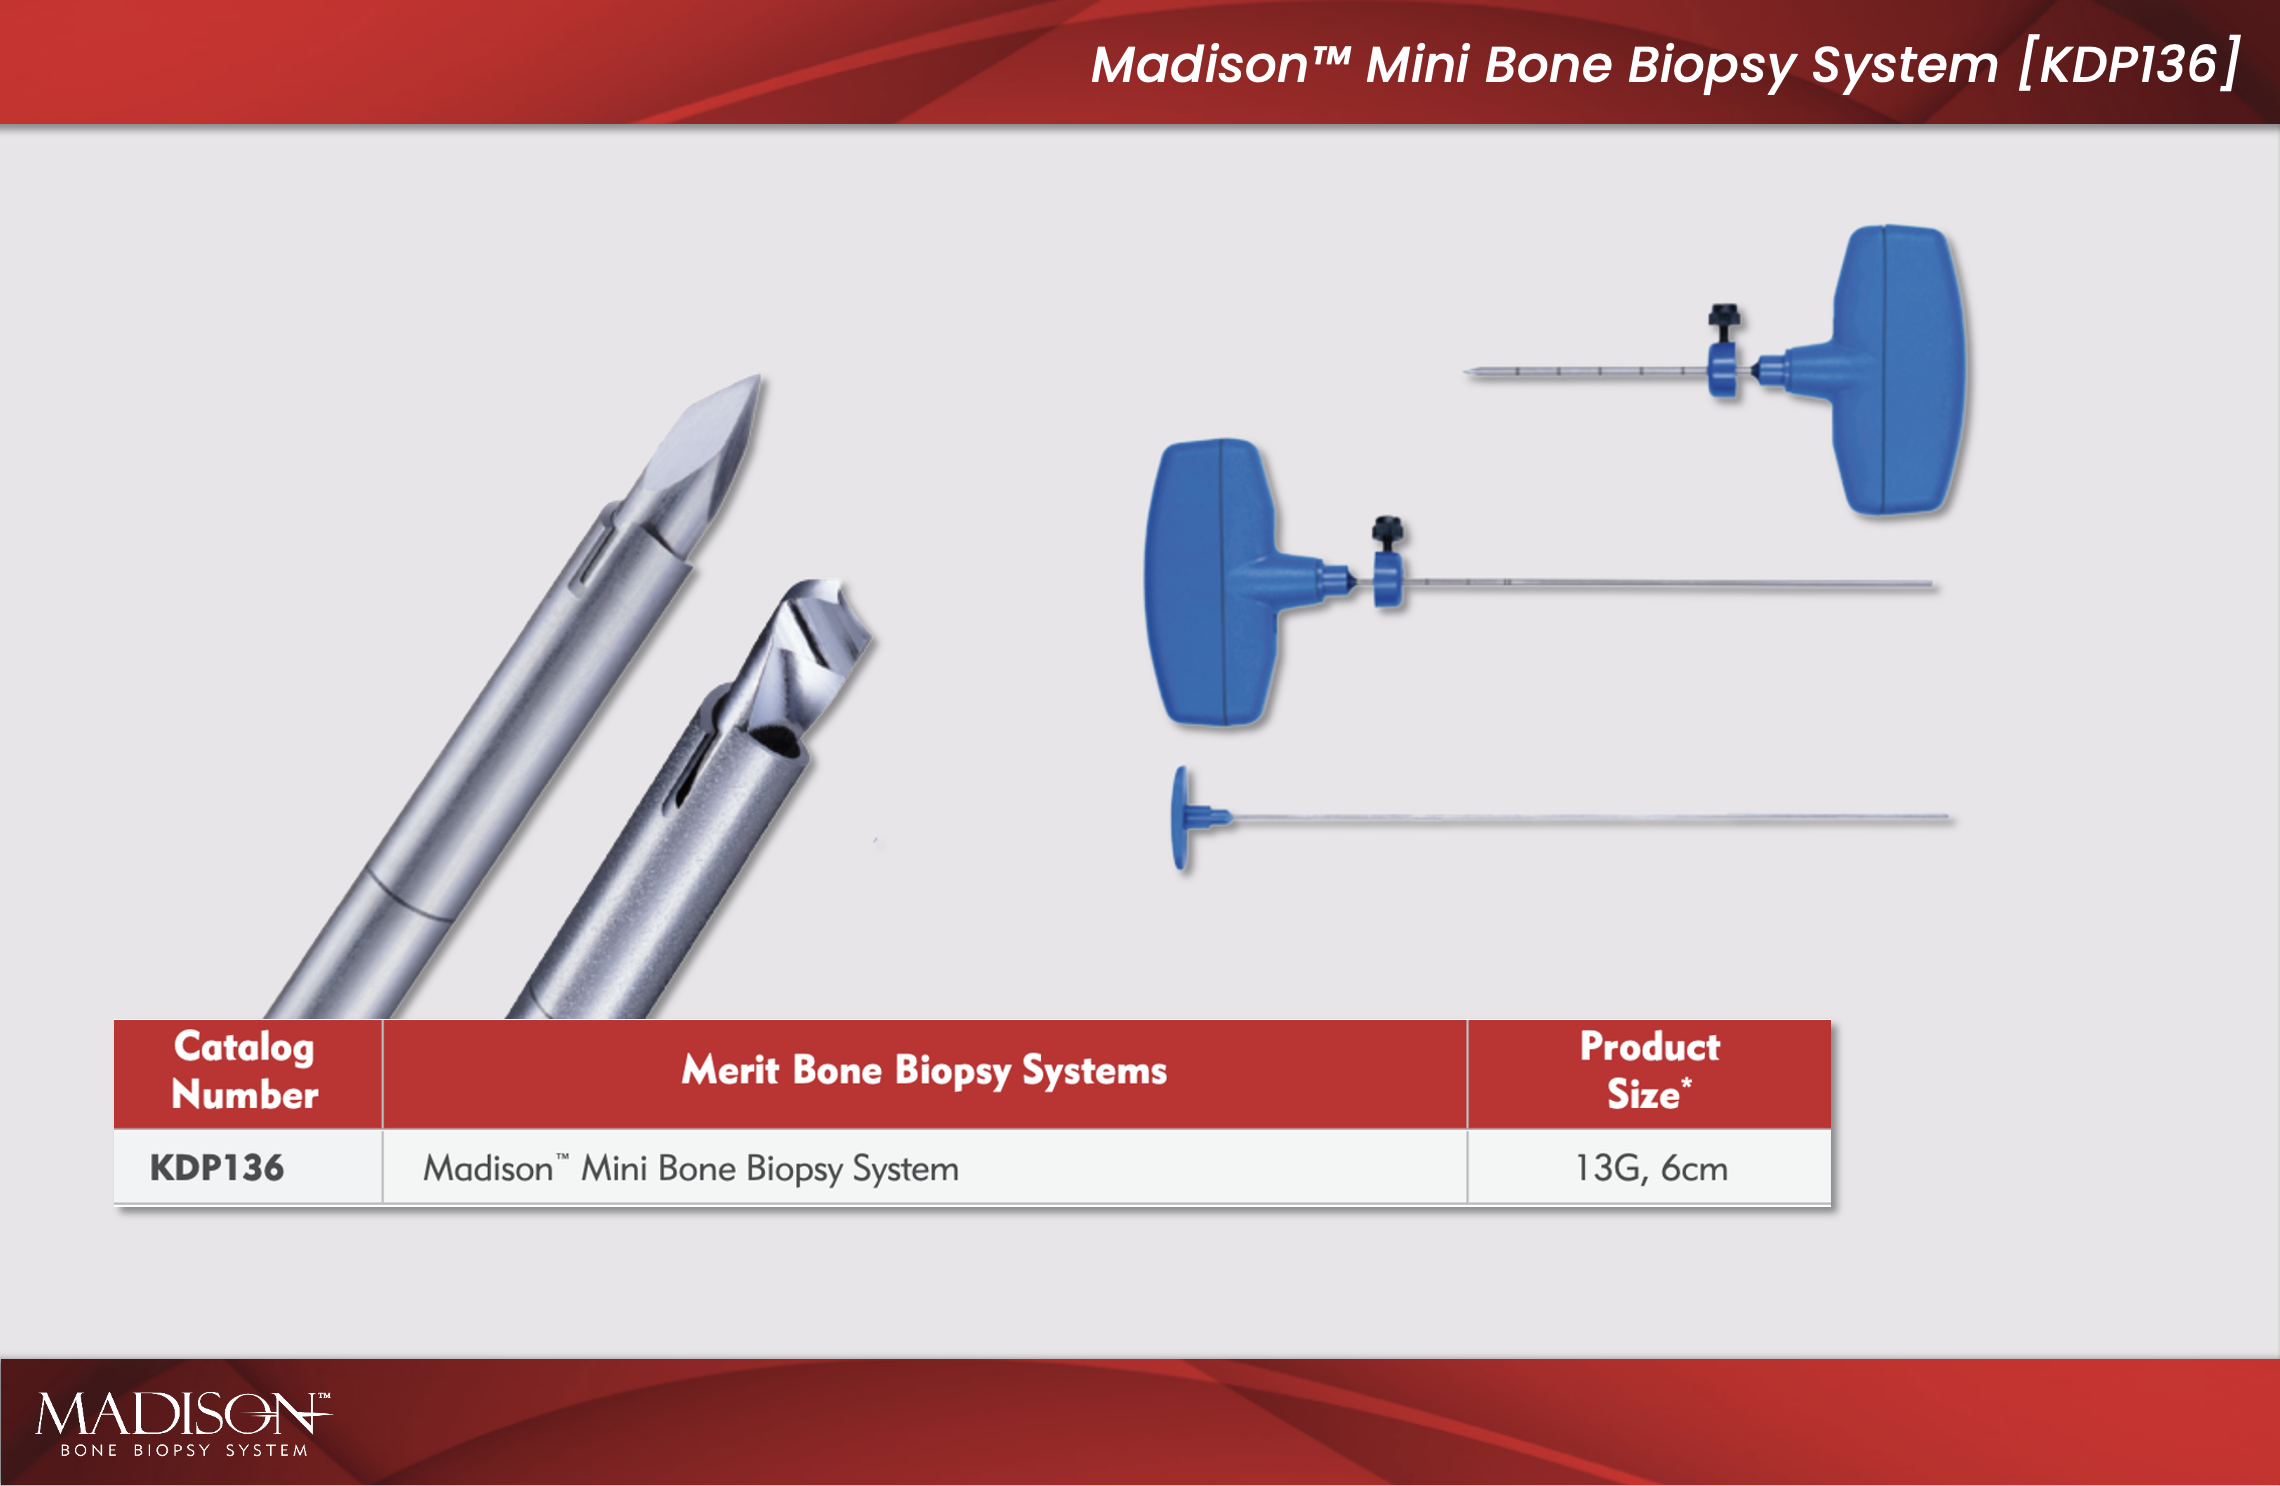 Madison™ Mini Bone Biopsy System [KDP136]
Catalog
Number
Merit Bone Biopsy Systems
Product
Size*
KDP136
Madison™ Mini Bone Biopsy System
13G, 6cm
MADISON™
BONE BIOPSY SYSTEM